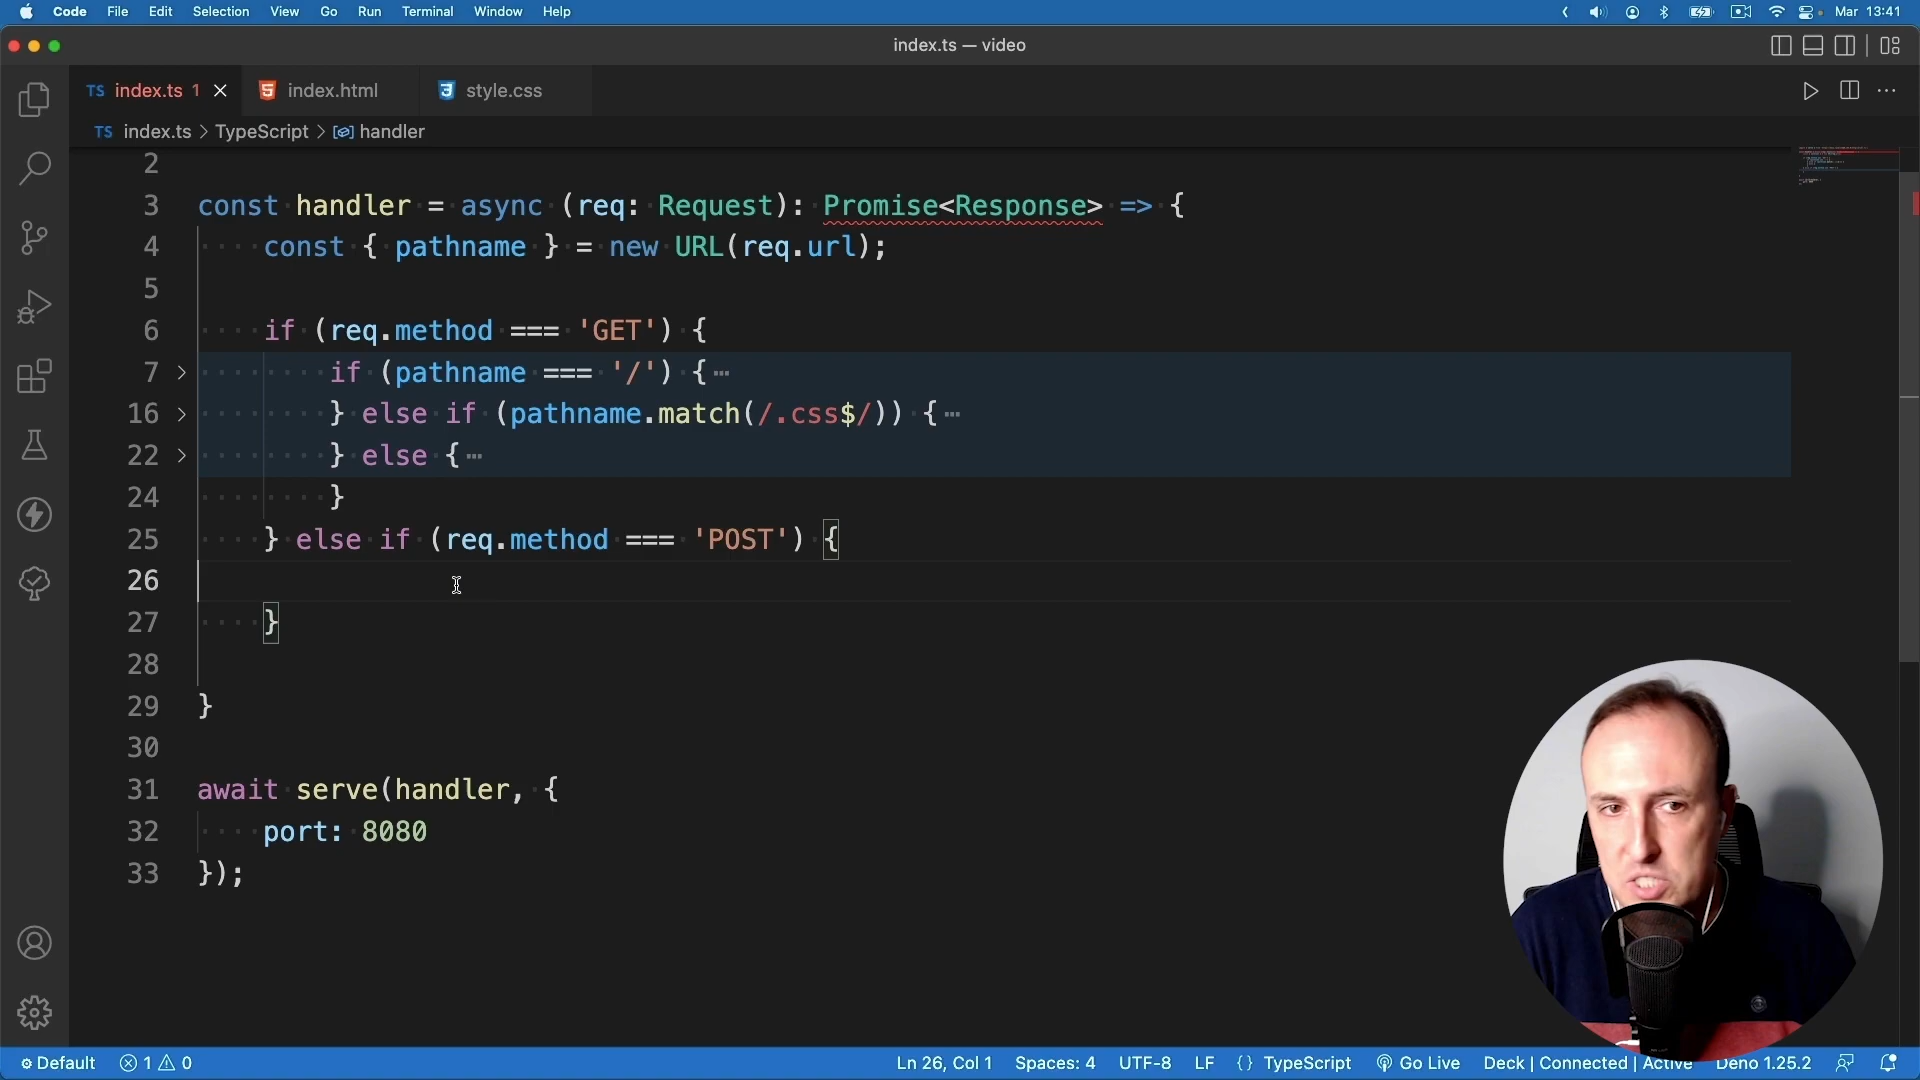 Code File Edit Selection View Go Run Terminal Window Help Mar 13:41
index.ts — video
TS index.ts 1 index.html style.css
TS index.ts > TypeScript > handler
2
3 const handler = async (req: Request): Promise<Response> => {
4 const { pathname } = new URL(req.url);
5
6 if (req.method === 'GET') {
7 if (pathname === '/') {…
16 } else if (pathname.match(/.css$/)) {…
22 } else {…
24 }
25 } else if (req.method === 'POST') {
26
27 }
28
29 }
30
31 await serve(handler, {
32 port: 8080
33 });
Default 1 0 Ln 26, Col 1 Spaces: 4 UTF-8 LF {} TypeScript Go Live Deck | Connected | Active Deno 1.25.2